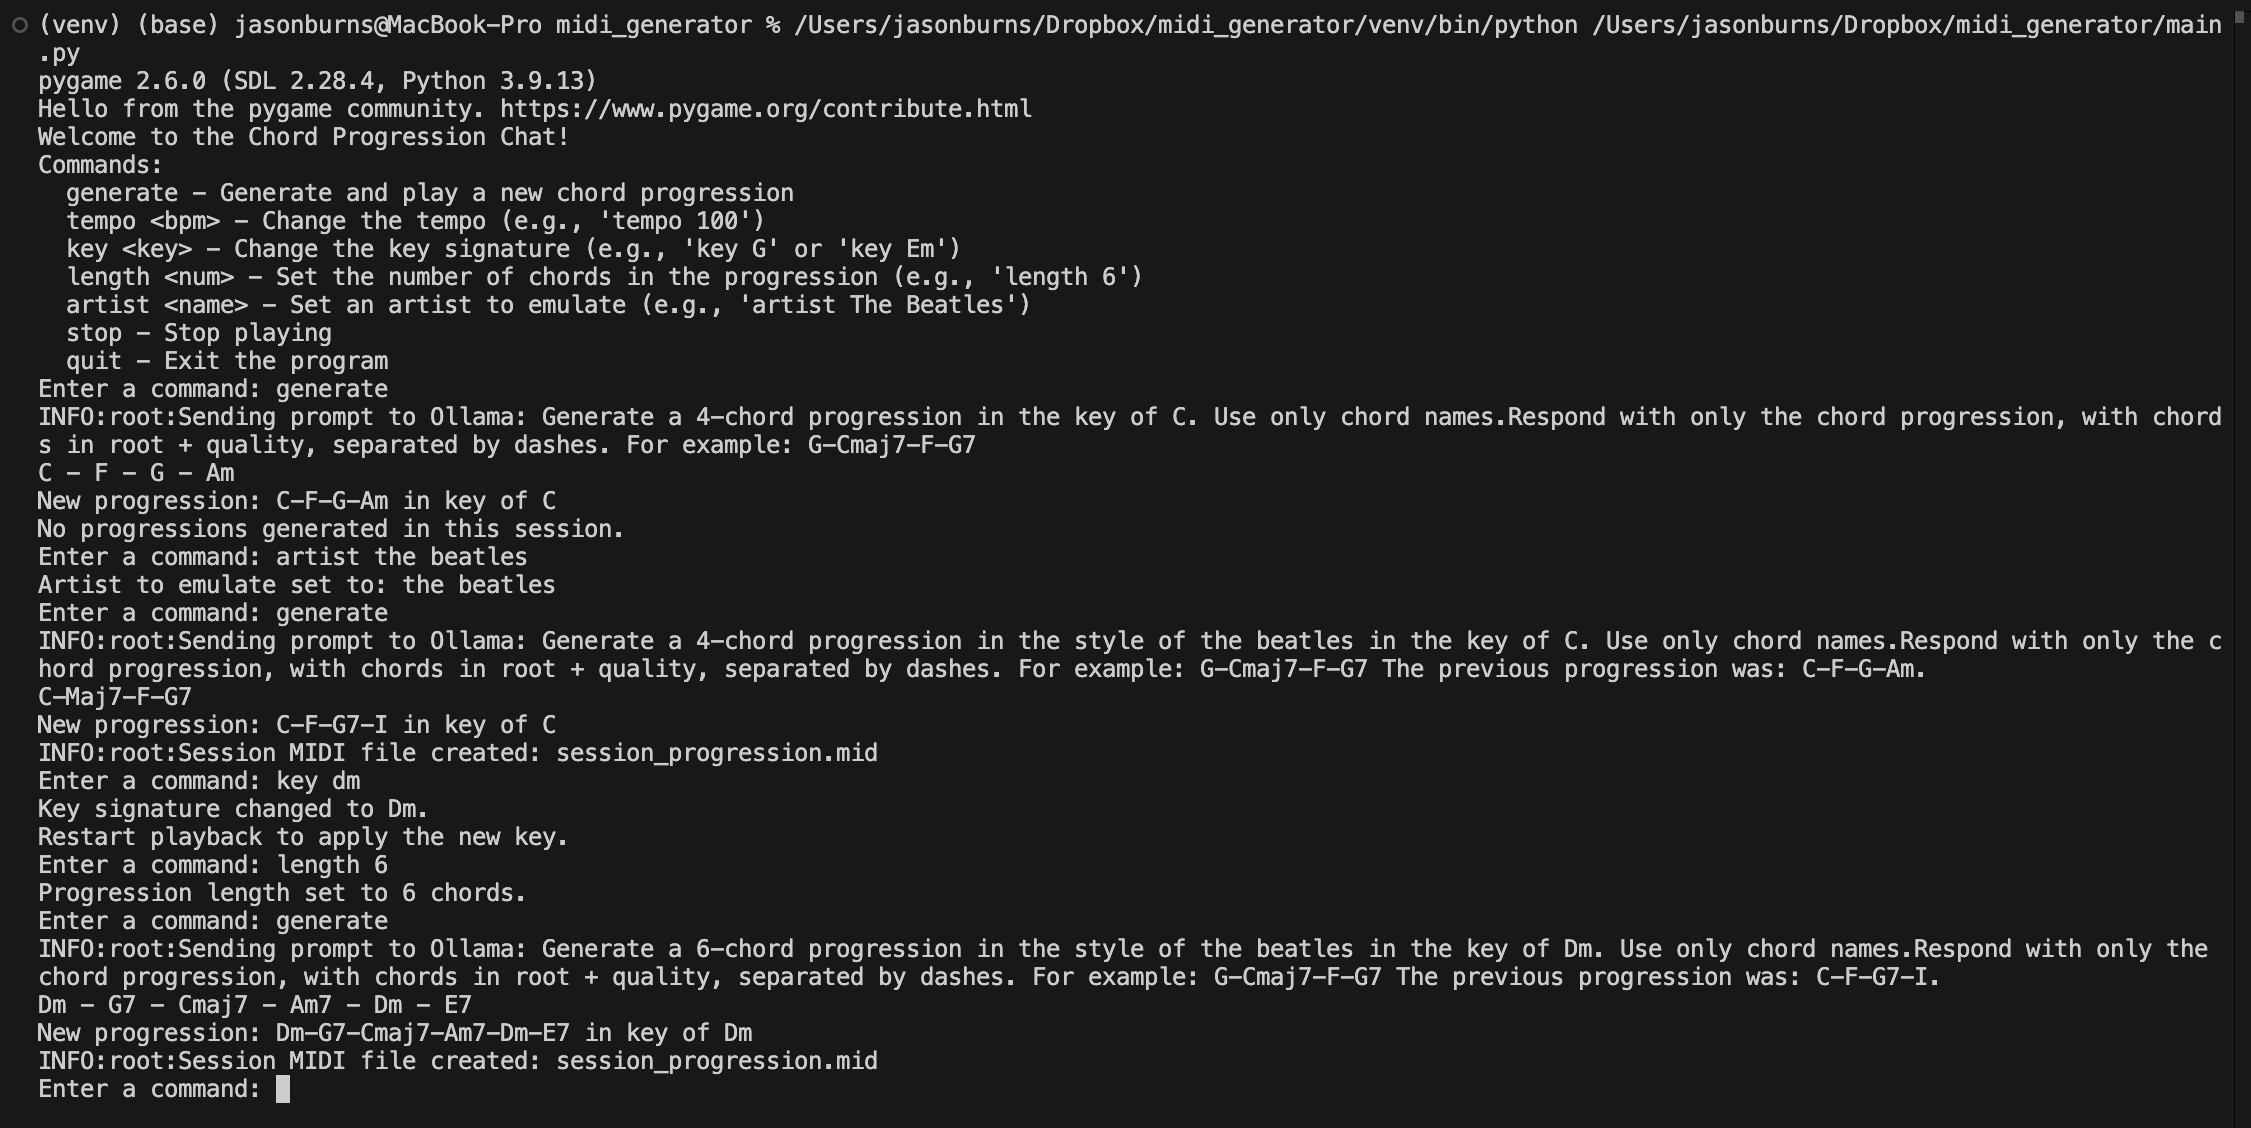 (venv) (base) jasonburns@MacBook-Pro midi_generator % /Users/jasonburns/Dropbox/midi_generator/venv/bin/python /Users/jasonburns/Dropbox/midi_generator/main
.py
pygame 2.6.0 (SDL 2.28.4, Python 3.9.13)
Hello from the pygame community. https://www.pygame.org/contribute.html
Welcome to the Chord Progression Chat!
Commands:
  generate - Generate and play a new chord progression
  tempo <bpm> - Change the tempo (e.g., 'tempo 100')
  key <key> - Change the key signature (e.g., 'key G' or 'key Em')
  length <num> - Set the number of chords in the progression (e.g., 'length 6')
  artist <name> - Set an artist to emulate (e.g., 'artist The Beatles')
  stop - Stop playing
  quit - Exit the program
Enter a command: generate
INFO:root:Sending prompt to Ollama: Generate a 4-chord progression in the key of C. Use only chord names.Respond with only the chord progression, with chord
s in root + quality, separated by dashes. For example: G-Cmaj7-F-G7
C - F - G - Am
New progression: C-F-G-Am in key of C
No progressions generated in this session.
Enter a command: artist the beatles
Artist to emulate set to: the beatles
Enter a command: generate
INFO:root:Sending prompt to Ollama: Generate a 4-chord progression in the style of the beatles in the key of C. Use only chord names.Respond with only the c
hord progression, with chords in root + quality, separated by dashes. For example: G-Cmaj7-F-G7 The previous progression was: C-F-G-Am.
C-Maj7-F-G7
New progression: C-F-G7-I in key of C
INFO:root:Session MIDI file created: session_progression.mid
Enter a command: key dm
Key signature changed to Dm.
Restart playback to apply the new key.
Enter a command: length 6
Progression length set to 6 chords.
Enter a command: generate
INFO:root:Sending prompt to Ollama: Generate a 6-chord progression in the style of the beatles in the key of Dm. Use only chord names.Respond with only the
chord progression, with chords in root + quality, separated by dashes. For example: G-Cmaj7-F-G7 The previous progression was: C-F-G7-I.
Dm - G7 - Cmaj7 - Am7 - Dm - E7
New progression: Dm-G7-Cmaj7-Am7-Dm-E7 in key of Dm
INFO:root:Session MIDI file created: session_progression.mid
Enter a command: